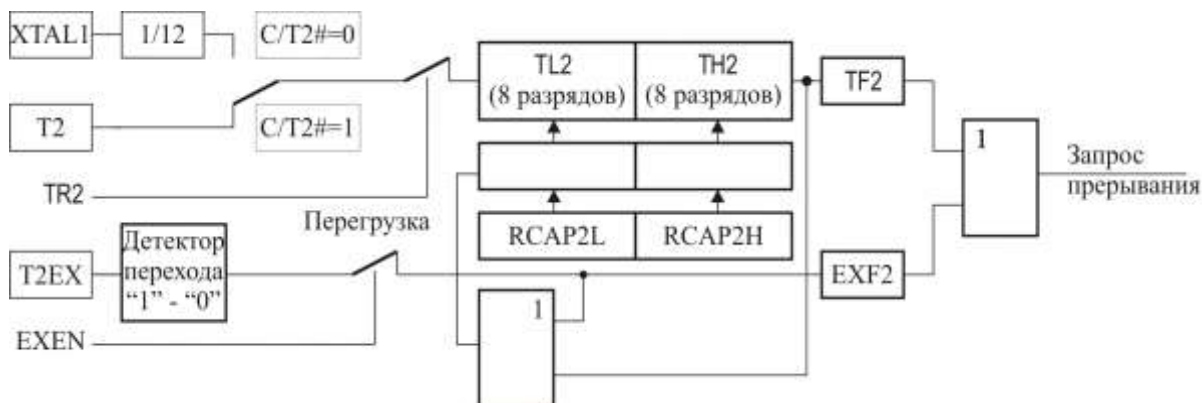 XTAL1
1/12
C/T2#=0
TL2
(8 разрядов)
TH2
(8 разрядов)
TF2
T2
C/T2#=1
1
Запрос
прерывания
TR2
Перегрузка
RCAP2L
RCAP2H
T2EX
Детектор
перехода
“1” - “0”
EXF2
1
EXEN